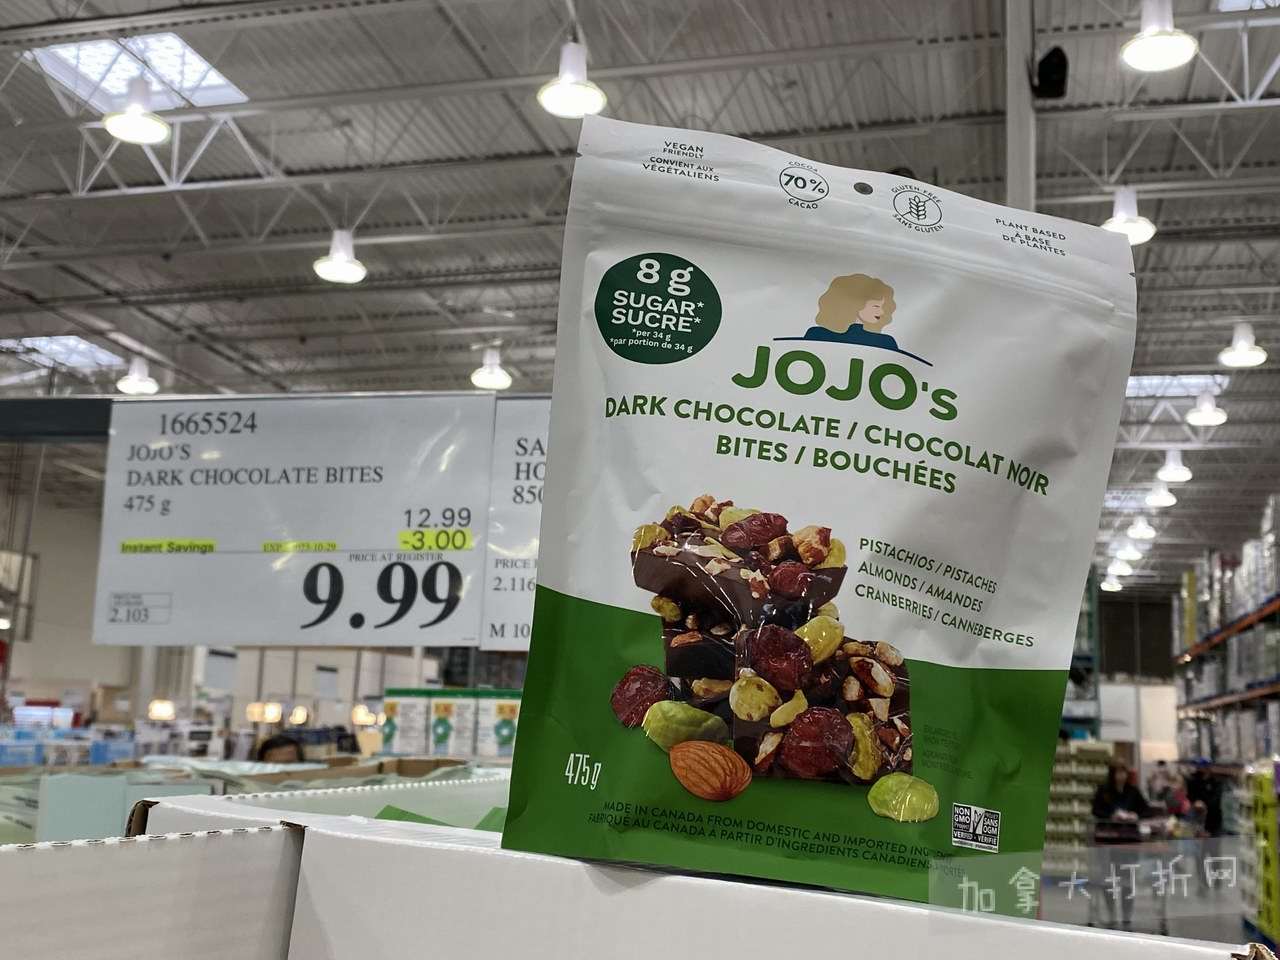 1665524
JOJO'S
DARK CHOCOLATE BITES
475 g
12.99
Instant Savings
-3.00
PRICE AT REGISTER
9.99
2.103
SA
HO
850
2.116
M 10
VEGAN
FRIENDLY
CONVIENT AUX
VÉGÉTALIENS
COCOA
70%
CACAO
GLUTEN-FREE
SANS GLUTEN
PLANT BASED
À BASE
DE PLANTES
8 g
SUGAR*
SUCRE*
*per 34 g
*par portion de 34 g
JOJO's
DARK CHOCOLATE / CHOCOLAT NOIR
BITES / BOUCHÉES
PISTACHIOS / PISTACHES
ALMONDS / AMANDES
CRANBERRIES / CANNEBERGES
475g
MADE IN CANADA FROM DOMESTIC AND IMPORTED
FABRIQUÉ AU CANADA À PARTIR D'INGRÉDIENTS CANADIENS
NON
GMO
VERIFIED
SANS
OGM
VÉRIFIÉ
加拿大打折网